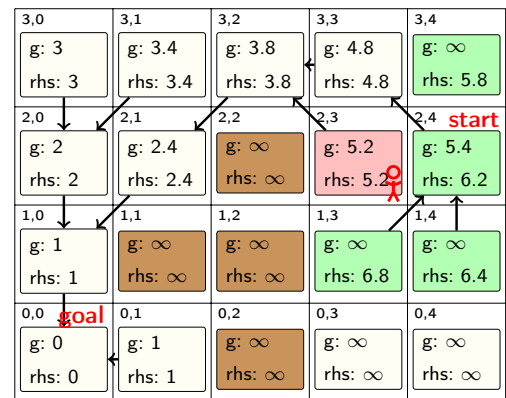 3,0 3,1 3,2 3,3 3,4
g: 3 g: 3.4 g: 3.8 g: 4.8 g: ∞
rhs: 3 rhs: 3.4 rhs: 3.8 rhs: 4.8 rhs: 5.8
2,0 2,1 2,2 2,3 2,4 start
g: 2 g: 2.4 g: ∞ g: 5.2 g: 5.4
rhs: 2 rhs: 2.4 rhs: ∞ rhs: 5.2 rhs: 6.2
1,0 1,1 1,2 1,3 1,4
g: 1 g: ∞ g: ∞ g: ∞ g: ∞
rhs: 1 rhs: ∞ rhs: ∞ rhs: 6.8 rhs: 6.4
0,0 goal 0,1 0,2 0,3 0,4
g: 0 g: 1 g: ∞ g: ∞ g: ∞
rhs: 0 rhs: 1 rhs: ∞ rhs: ∞ rhs: ∞